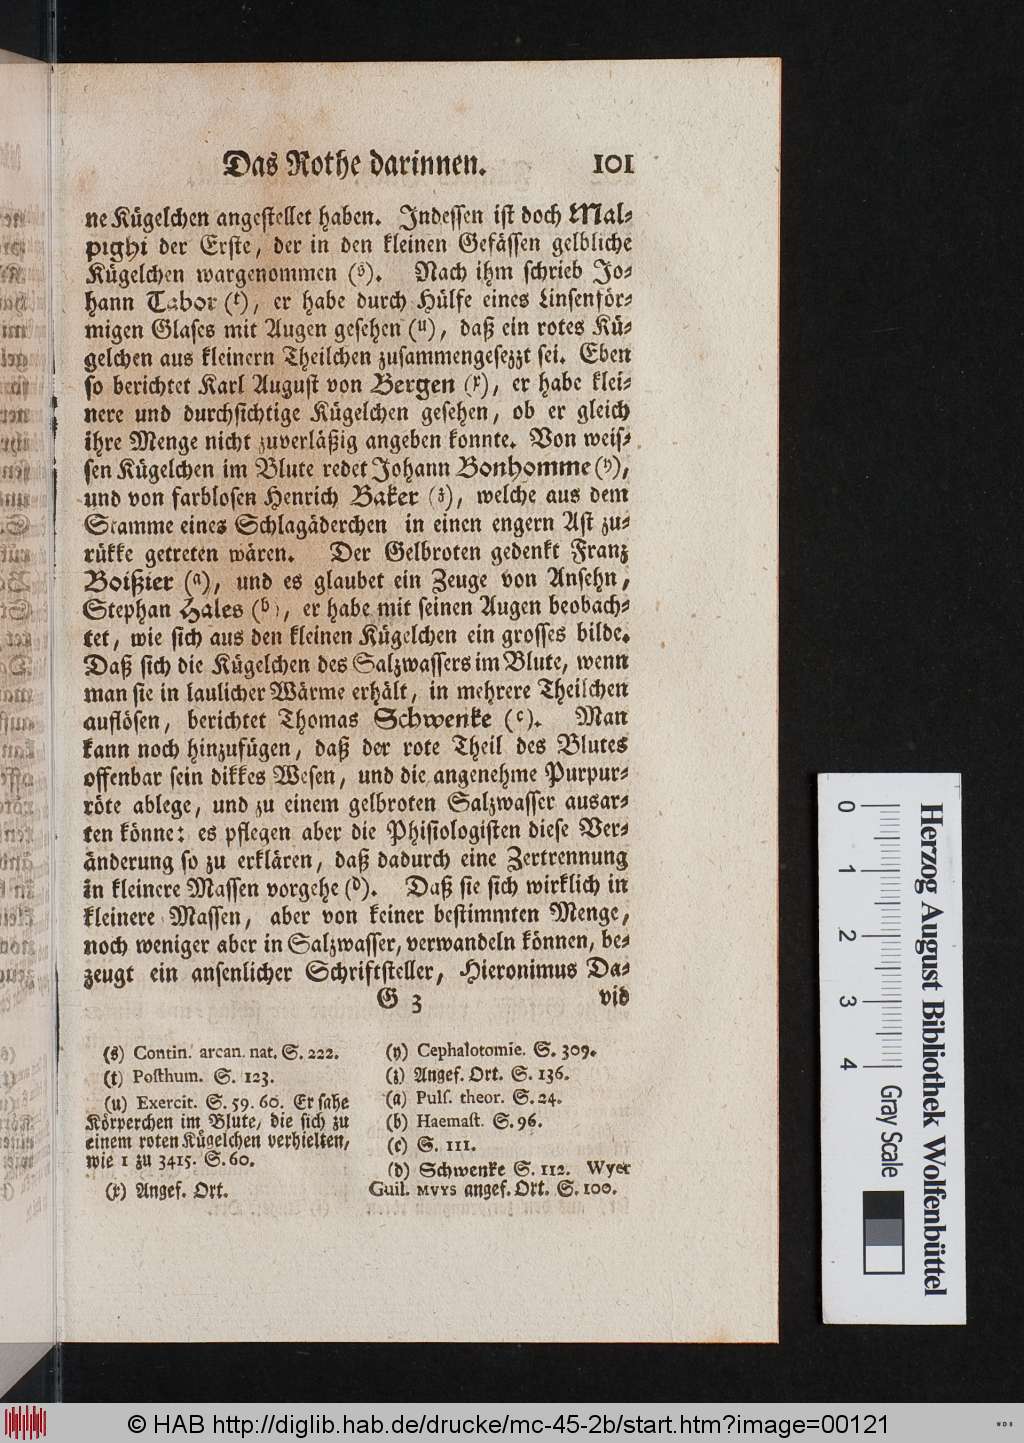 Das Rothe darinnen. 101
ne Kügelchen angestellet haben. Indessen ist doch Mal-
pighi der Erste, der in den kleinen Gefässen gelbliche
Kügelchen wargenommen (s). Nach ihm schrieb Jo-
hann Tabor (t), er habe durch Hülfe eines Linsenför-
migen Glases mit Augen gesehen (u), daß ein rotes Kü-
gelchen aus kleinern Theilchen zusammengesezzt sei. Eben
so berichtet Karl August von Bergen (x), er habe klei-
nere und durchsichtige Kügelchen gesehen, ob er gleich
ihre Menge nicht zuverläßig angeben konnte. Von weis-
sen Kügelchen im Blute redet Johann Bonhomme (y),
und von farblosen Henrich Baker (z), welche aus dem
Stamme eines Schlagäderchen in einen engern Ast zu-
rükke getreten wären. Der Gelbroten gedenkt Franz
Boißier (a), und es glaubet ein Zeuge von Ansehn,
Stephan Hales (b), er habe mit seinen Augen beobach-
tet, wie sich aus den kleinen Kügelchen ein grosses bilde.
Daß sich die Kügelchen des Salzwassers im Blute, wenn
man sie in laulicher Wärme erhält, in mehrere Theilchen
auflösen, berichtet Thomas Schwenke (c). Man
kann noch hinzufügen, daß der rote Theil des Blutes
offenbar sein dikkes Wesen, und die angenehme Purpur-
röte ablege, und zu einem gelbroten Salzwasser ausar-
ten könne: es pflegen aber die Phisiologisten diese Ver-
änderung so zu erklären, daß dadurch eine Zertrennung
in kleinere Massen vorgehe (d). Daß sie sich wirklich in
kleinere Massen, aber von keiner bestimmten Menge,
noch weniger aber in Salzwasser, verwandeln können, be-
zeugt ein ansenlicher Schriftsteller, Hieronimus Da-
G 3 vid
(s) Contin. arcan. nat. S. 222.
(t) Posthum. S. 123.
(u) Exercit. S. 59. 60. Er sahe
Körperchen im Blute, die sich zu
einem roten Kügelchen verhielten,
wie 1 zu 3415. S. 60.
(x) Angef. Ort.
(y) Cephalotomie. S. 309.
(z) Angef. Ort. S. 136.
(a) Puls. theor. S. 24.
(b) Haemast. S. 96.
(c) S. 111.
(d) Schwenke S. 112. Wyer
Guil. MVYS angef. Ort. S. 100.
0 1 2 3 4
Herzog August Bibliothek Wolfenbüttel
Gray Scale
© HAB http://diglib.hab.de/drucke/mc-45-2b/start.htm?image=00121